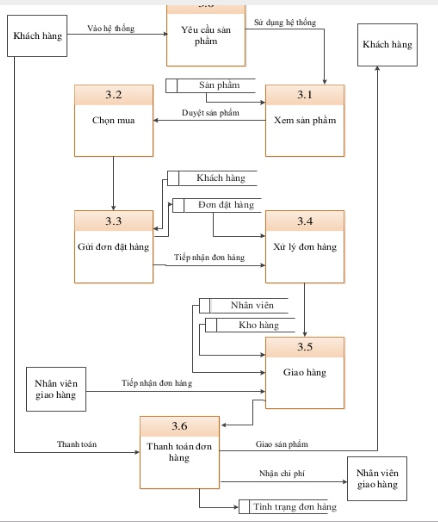 3.0
Khách hàng
Vào hệ thống
Yêu cầu sản
phẩm
Sử dụng hệ thống
Khách hàng
Sản phẩm
3.2
Chọn mua
Duyệt sản phẩm
3.1
Xem sản phẩm
Khách hàng
Đơn đặt hàng
3.3
Gửi đơn đặt hàng
Tiếp nhận đơn hàng
3.4
Xử lý đơn hàng
Nhân viên
Kho hàng
3.5
Giao hàng
Nhân viên
giao hàng
Tiếp nhận đơn hàng
3.6
Thanh toán đơn
hàng
Thanh toán
Giao sản phẩm
Nhận chi phí
Nhân viên
giao hàng
Tình trạng đơn hàng